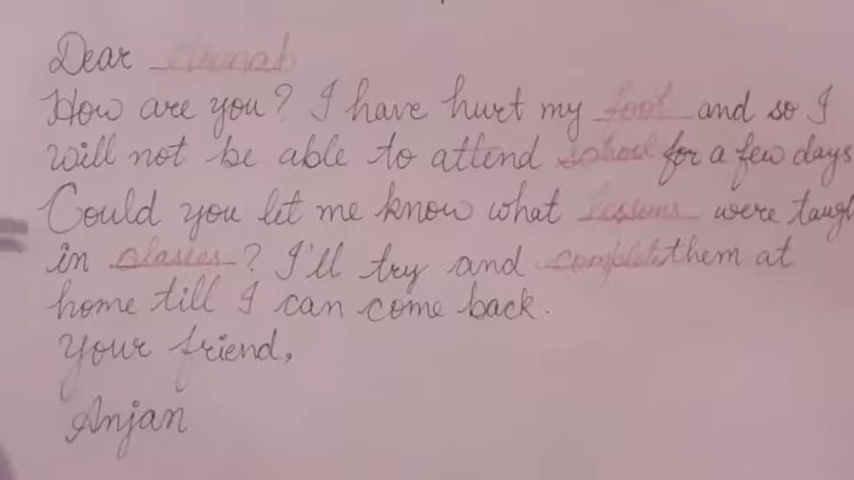 Dear Arnab
How are you? I have hurt my foot and so I
will not be able to attend school for a few days
Could you let me know what lessons were taugh
in classes? I'll try and complete them at
home till I can come back.
Your friend,
Anjan